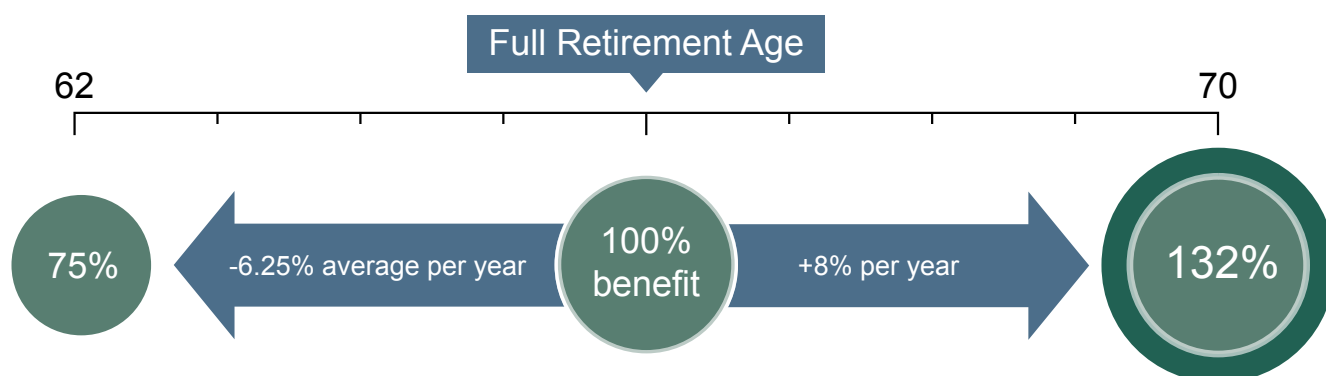 Full Retirement Age
62
70
75%
-6.25% average per year
100%
benefit
+8% per year
132%